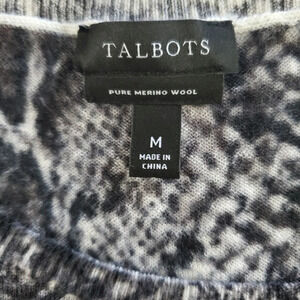 TALBOTS
PURE MERINO WOOL
M
MADE IN
CHINA